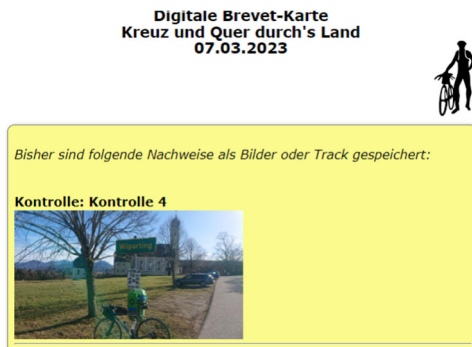 Digitale Brevet-Karte
Kreuz und Quer durch's Land
07.03.2023
Bisher sind folgende Nachweise als Bilder oder Track gespeichert:
Kontrolle: Kontrolle 4
Wilparting